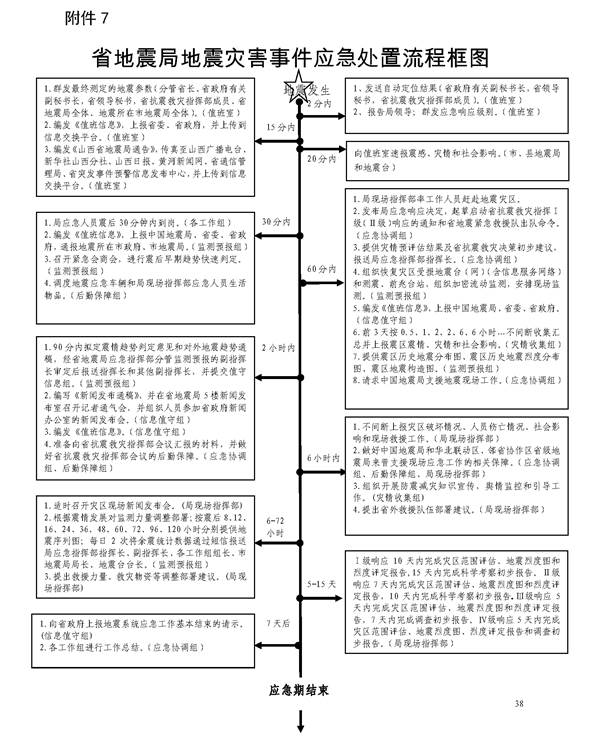 附件 7
省地震局地震灾害事件应急处置流程框图
地震发生
2分内
1、发送自动定位结果(省政府有关副秘书长,省领导
秘书,省抗震救灾指挥部成员)。(值班室)
2、报告局领导;群发应急响应级别。(值班室)
15分内
1.群发最终测定的地震参数(分管省长、省政府有关
副秘书长,省领导秘书,省抗震救灾指挥部成员、省
地震局全体、地震所在市地震局全体)。(值班室)
2.编发《值班信息》,上报省委、省政府,并上传到
信息交换平台。(值班室)
3.编发《山西省地震局通告》,传真至山西广播电台、
新华社山西分社、山西日报、黄河新闻网、省通信管
理局、省突发事件预警信息发布中心,并上传到信息
交换平台。(值班室)
20分内
向值班室速报震感、灾情和社会影响。(市、县地震局
和地震台)
30分内
1.局应急人员震后 30分钟内到岗。(各工作组)
2.编发《值班信息》,上报中国地震局、省委、省政
府,通报地震所在市政府、市地震局。(监测预报组)
3.召开紧急会商会,进行震后早期趋势快速判定。
(监测预报组)
4.调度地震应急车辆和局现场指挥部应急人员生活
物品。(后勤保障组)
60分内
1.局现场指挥部率工作人员赶赴地震灾区。
2.发布局应急响应决定,起草启动省抗震救灾指挥Ⅰ
级(Ⅱ级)响应的通知和省地震紧急救援队出队命令。
(应急协调组)
3.提供灾情预评估结果及省抗震救灾决策初步建议,
报送局应急指挥部指挥长。(应急协调组)
4.组织恢复灾区受损地震台(网)(含信息服务网络)
和测震、前兆台站,组织加密流动监测,安排现场监
测。(监测预报组)
5.编发《值班信息》,上报中国地震局,省委、省政府。
(信息值守组)
6.前 3天按 0.5、1、2、2、6、6小时…不间断收集汇
总并上报震区震情、灾情和社会影响。(灾情收集组)
7.提供震区历史地震分布图、震区历史地震烈度分布
图、震区地震构造图。(监测预报组)
8.请求中国地震局支援地震现场工作。(应急协调组)
2小时内
1.90分内拟定震情趋势判定意见和对外地震趋势通
稿,经省地震局应急指挥部分管监测预报的副指挥
长审定后报送指挥长和其他副指挥长,并提交值守
信息组。(监测预报组)
2.编写《新闻发布通稿》,并在省地震局 5楼新闻发
布室召开记者通气会,并组织人员参加省政府新闻
办公室的新闻发布会。(信息值守组)
3.编发《值班信息》。(信息值守组)
4.准备向省抗震救灾指挥部会议汇报的材料,并做
好省抗震救灾指挥部会议的后勤保障。(应急协调
组、后勤保障组)
6小时内
1.不间断上报灾区破坏情况、人员伤亡情况、社会影
响和现场救援工作。(局现场指挥部)
2.做好中国地震局和华北联动区、邻省协作区省级地
震局来晋支援现场应急工作的相关保障。(应急协调
组、后勤保障组、局现场指挥部)
3.组织开展防震减灾知识宣传、舆情监控和引导工
作。(灾情收集组)
4.提出省外救援队伍部署建议。(局现场指挥部)
6-72
小时
1.适时召开灾区现场新闻发布会。(局现场指挥部)
2.根据震情发展对监测力量调整部署;按震后 8,12,
16、24、36、48、60、72、96、120小时分别提供地
震序列图;每日 2 次将余震统计数据通过短信报送
局应急指挥部指挥长、副指挥长、各工作组组长、市
地震局局长、地震台台长。(监测预报组)
3.提出救援力量、救灾物资等调整部署建议。(局现
场指挥部)
5-15天
Ⅰ级响应 10 天内完成灾区范围评估、地震烈度图和
烈度评定报告,15天内完成科学考察初步报告。Ⅱ级
响应 7天内完成灾区范围评估、地震烈度图和烈度评
定报告,10天内完成科学考察初步报告。Ⅲ级响应 5
天内完成灾区范围评估、地震烈度图和烈度评定报
告,7天内完成调查初步报告。Ⅳ级响应 5天内完成
灾区范围评估、地震烈度图、烈度评定报告和调查初
步报告。(局现场指挥部)
7天后
1.向省政府上报地震系统应急工作基本结束的请示。
(信息值守组)
2.各工作组进行工作总结。(应急协调组)
应急期结束
38